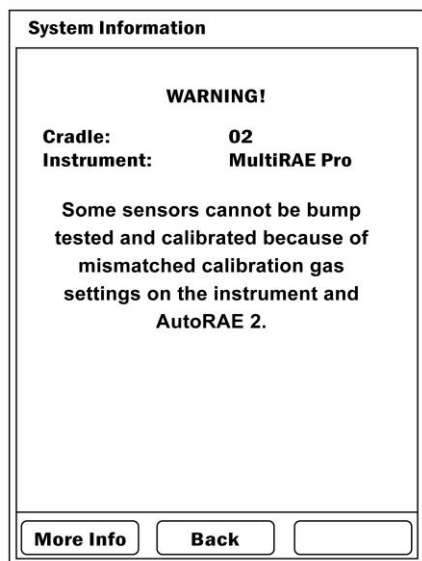 System Information
WARNING!
Cradle: 02
Instrument: MultiRAE Pro
Some sensors cannot be bump
tested and calibrated because of
mismatched calibration gas
settings on the instrument and
AutoRAE 2.
More Info Back